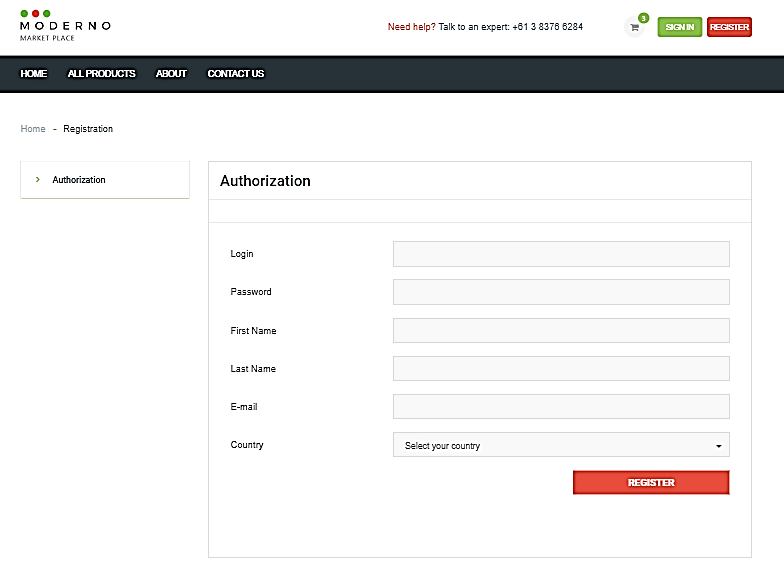 MODERNO
MARKET PLACE
Need help? Talk to an expert: +61 3 8376 6284
3
SIGN IN
REGISTER
HOME
ALL PRODUCTS
ABOUT
CONTACT US
Home - Registration
Authorization
Authorization
Login
Password
First Name
Last Name
E-mail
Country
Select your country
REGISTER